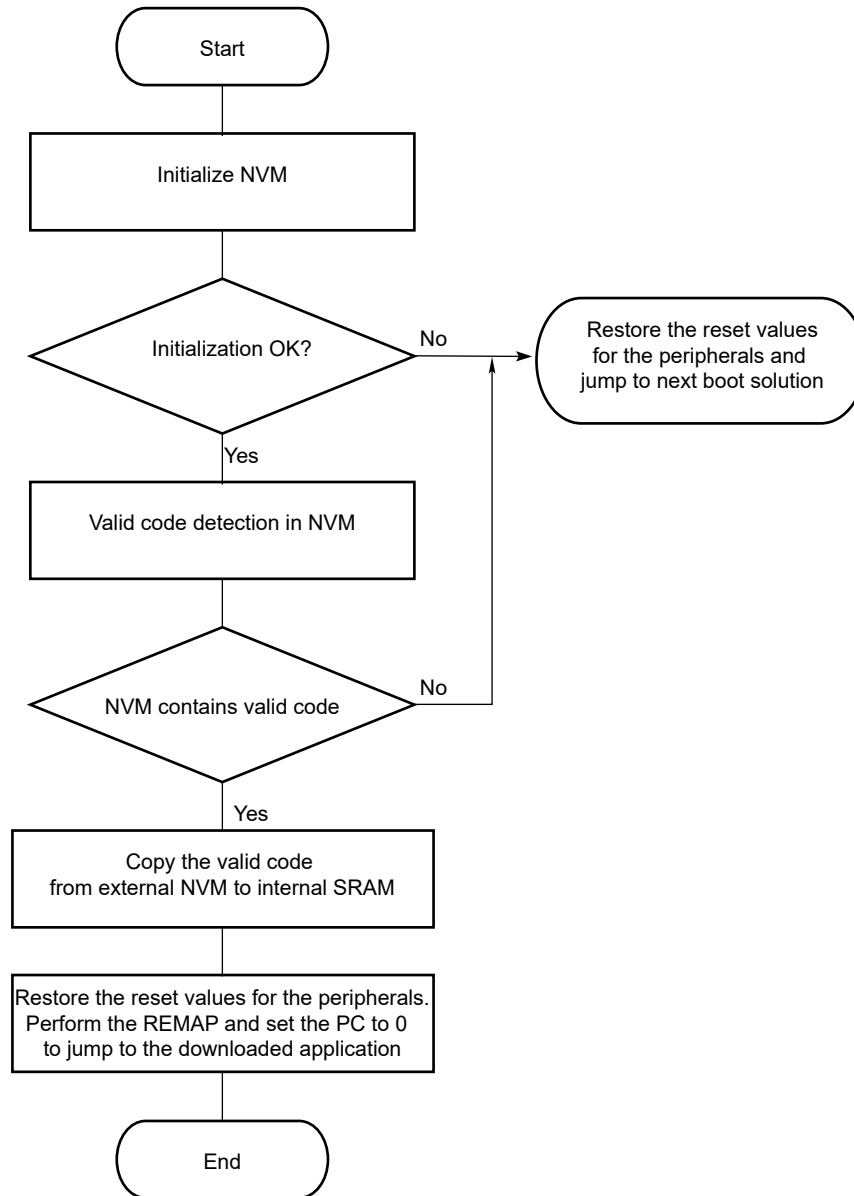 Start
Initialize NVM
Initialization OK?
No
Restore the reset values
for the peripherals and
jump to next boot solution
Yes
Valid code detection in NVM
NVM contains valid code
No
Yes
Copy the valid code
from external NVM to internal SRAM
Restore the reset values for the peripherals.
Perform the REMAP and set the PC to 0
to jump to the downloaded application
End